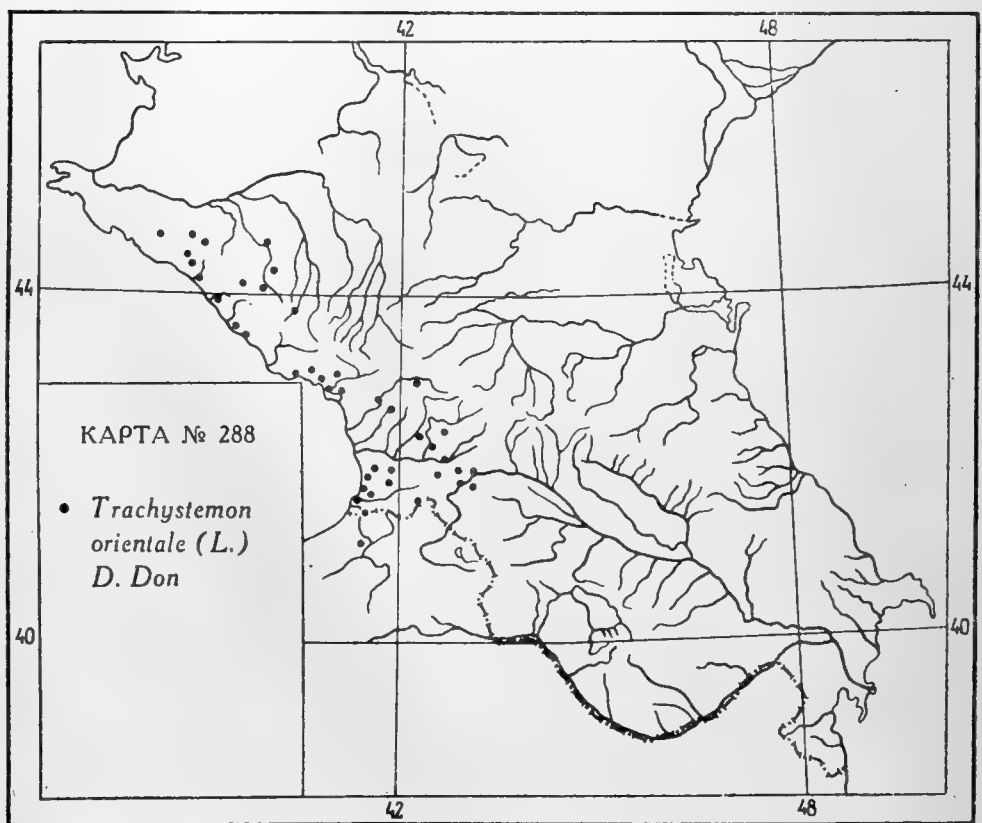 42 48
44 44
КАРТА № 288
• Trachystemon
orientale (L.)
D. Don
40 40
42 48